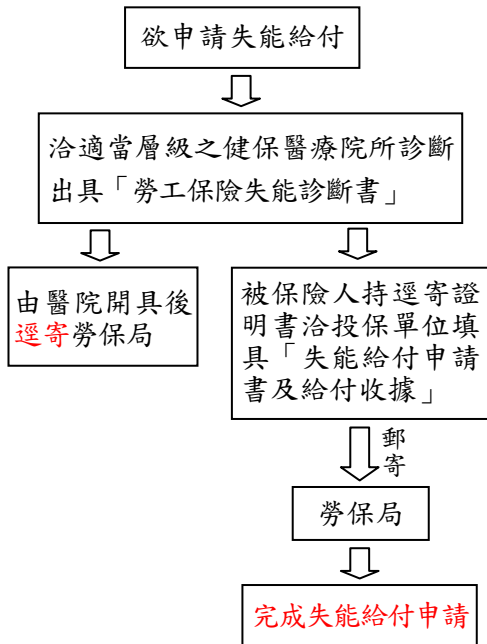 欲申請失能給付
洽適當層級之健保醫療院所診斷
出具「勞工保險失能診斷書」
由醫院開具後
逕寄勞保局
被保險人持逕寄證
明書洽投保單位填
具「失能給付申請
書及給付收據」
郵寄
勞保局
完成失能給付申請